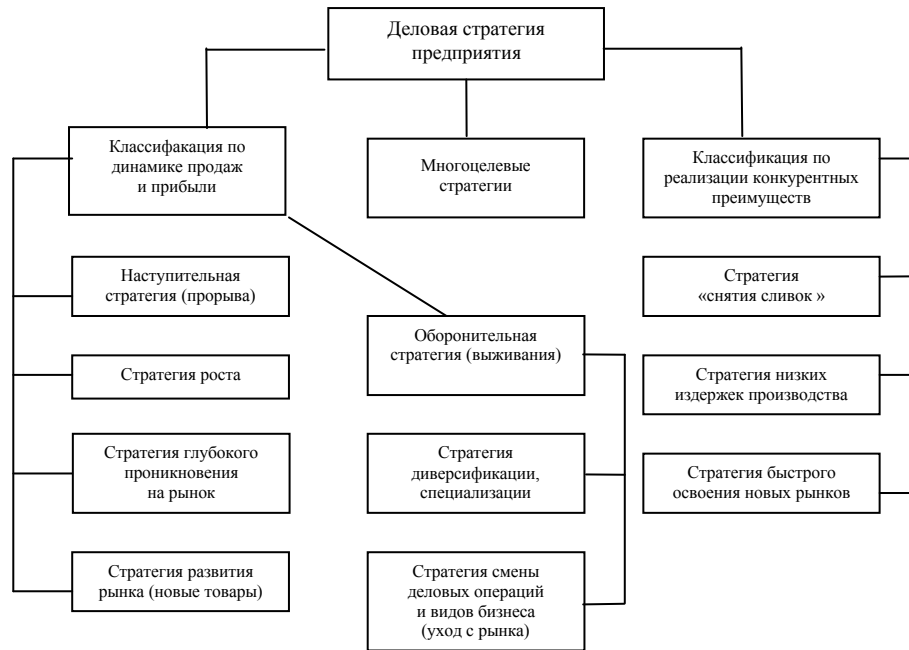 Деловая стратегия
предприятия
Классифакация по
динамике продаж
и прибыли
Многоцелевые
стратегии
Классификация по
реализации конкурентных
преимуществ
Наступительная
стратегия (прорыва)
Стратегия роста
Стратегия глубокого
проникновения
на рынок
Стратегия развития
рынка (новые товары)
Оборонительная
стратегия (выживания)
Стратегия
диверсификации,
специализации
Стратегия смены
деловых операций
и видов бизнеса
(уход с рынка)
Стратегия
«снятия сливок »
Стратегия низких
издержек производства
Стратегия быстрого
освоения новых рынков